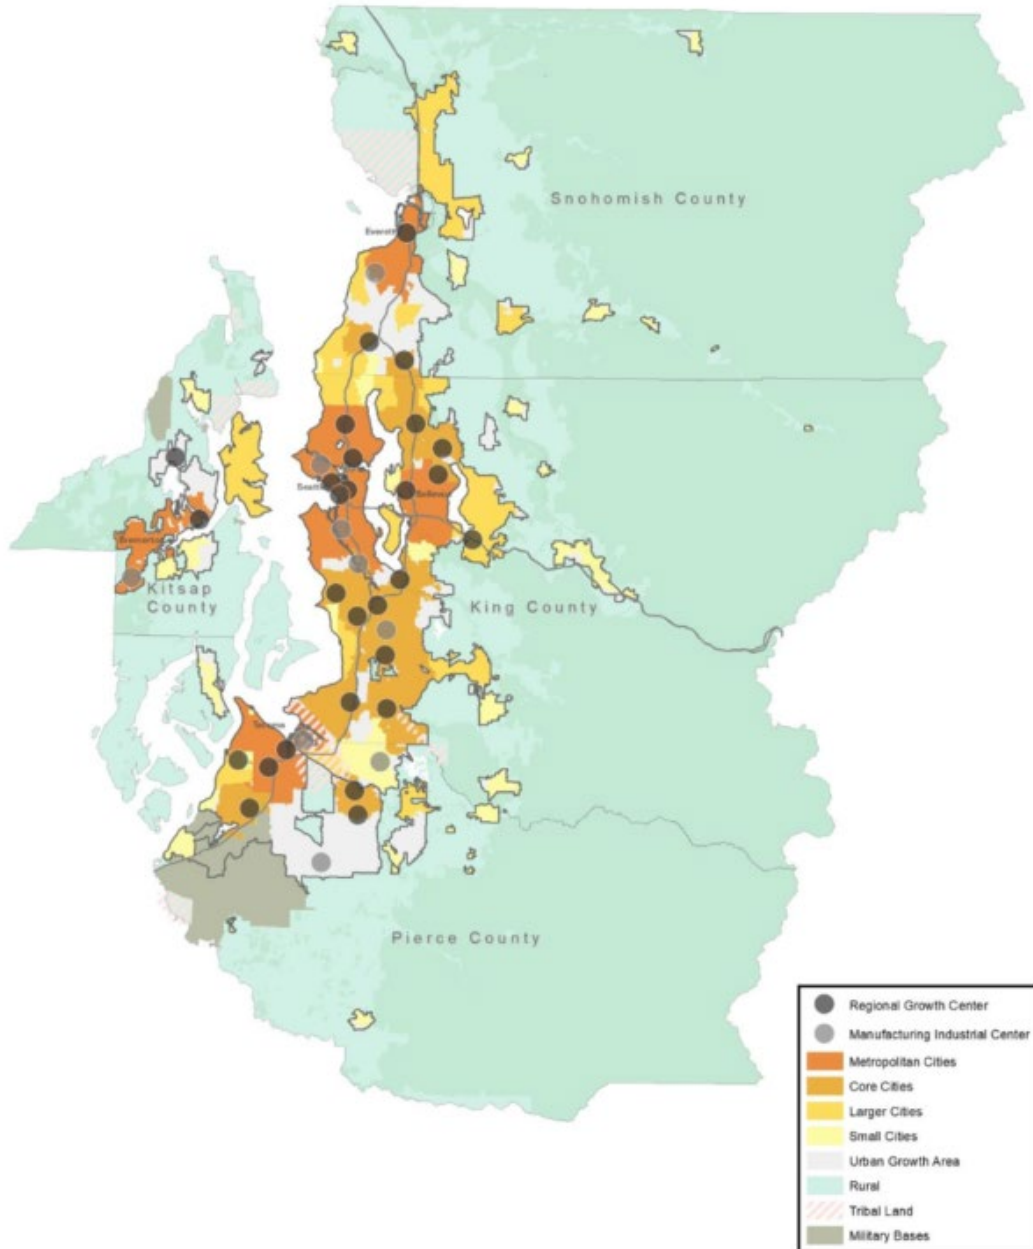 Snohomish County
Everett
Seattle
Bellevue
Bremerton
Kitsap
County
King County
Tacoma
Pierce County
Regional Growth Center
Manufacturing Industrial Center
Metropolitan Cities
Core Cities
Larger Cities
Small Cities
Urban Growth Area
Rural
Tribal Land
Military Bases